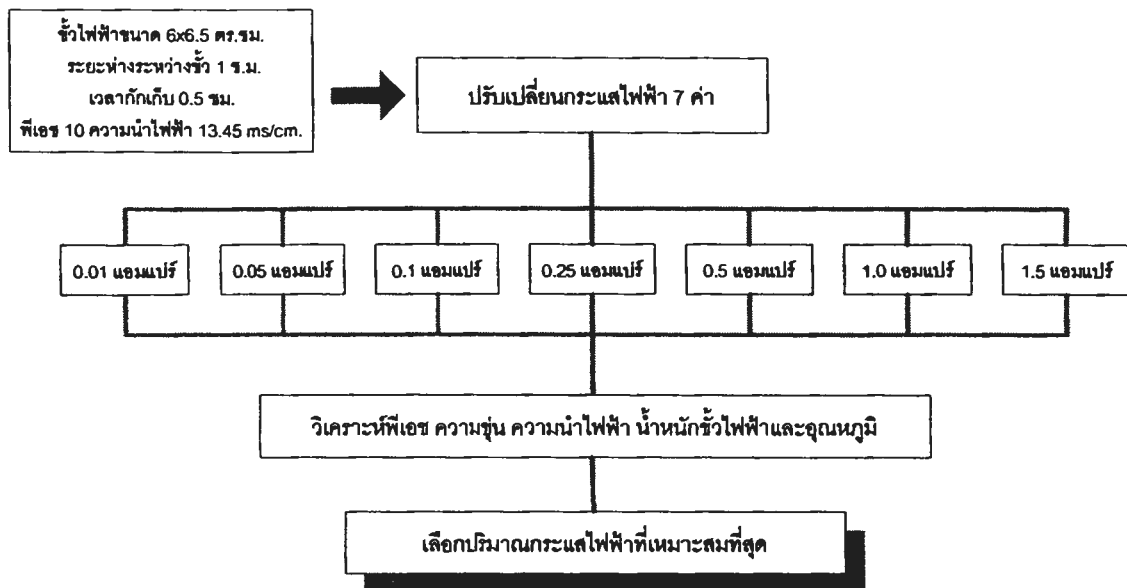 ขั้วไฟฟ้าขนาด 6x6.5 ตร.ซม.
ระยะห่างระหว่างขั้ว 1 ซ.ม.
เวลากักเก็บ 0.5 ชม.
พีเอช 10 ความนำไฟฟ้า 13.45 ms/cm.
ปรับเปลี่ยนกระแสไฟฟ้า 7 ค่า
0.01 แอมแปร์
0.05 แอมแปร์
0.1 แอมแปร์
0.25 แอมแปร์
0.5 แอมแปร์
1.0 แอมแปร์
1.5 แอมแปร์
วิเคราะห์พีเอช ความขุ่น ความนำไฟฟ้า น้ำหนักขั้วไฟฟ้าและอุณหภูมิ
เลือกปริมาณกระแสไฟฟ้าที่เหมาะสมที่สุด